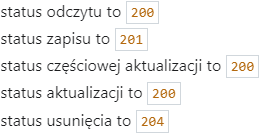 status odczytu to 200
status zapisu to 201
status częściowej aktualizacji to 200
status aktualizacji to 200
status usunięcia to 204